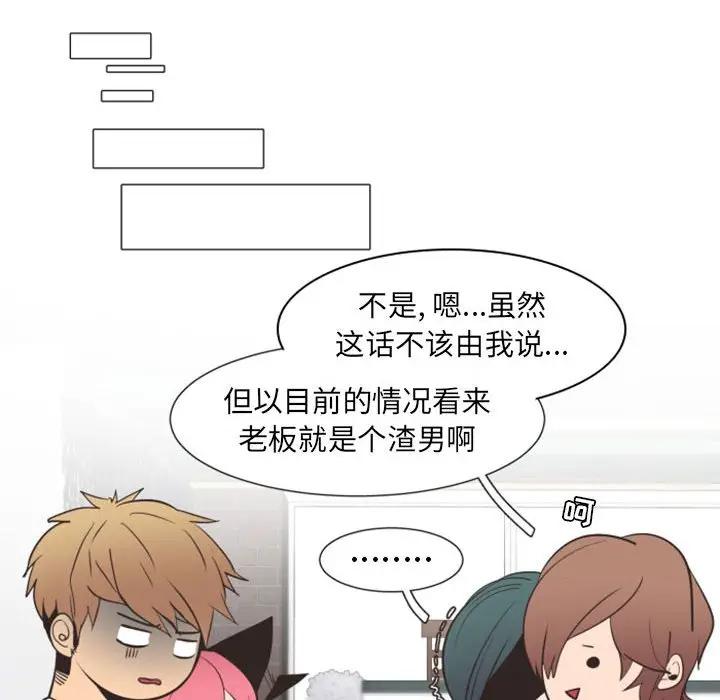 不是, 嗯...虽然
这话不该由我说...
但以目前的情况看来
老板就是个渣男啊
呵
........